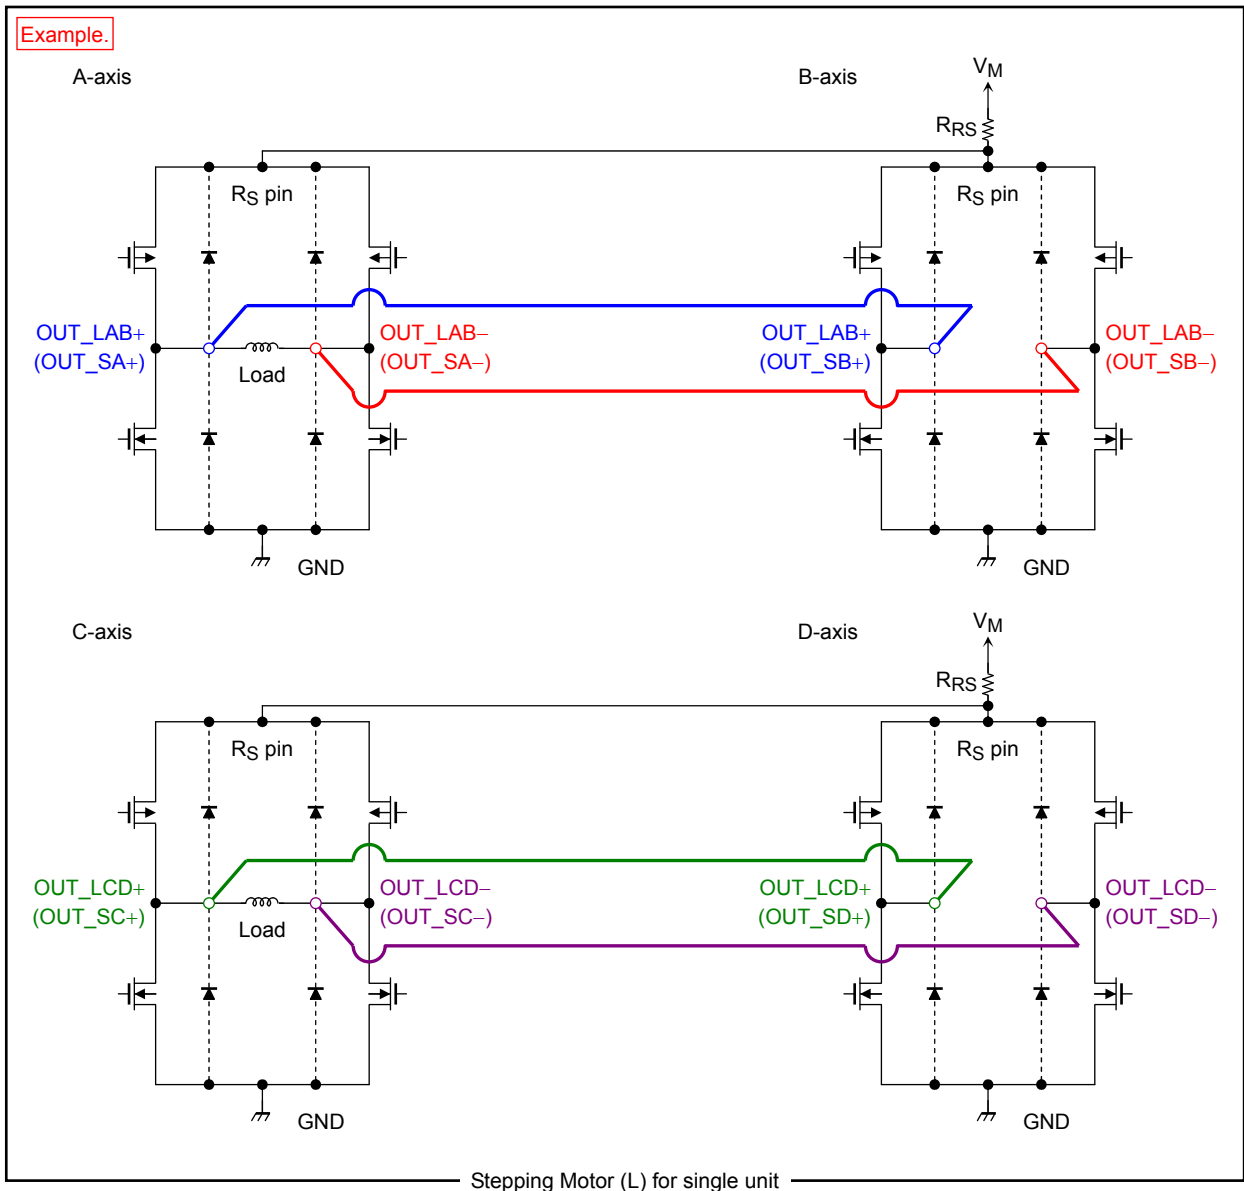 Example.
A-axis
B-axis
VM
RRS
RS pin
RS pin
OUT_LAB+
(OUT_SA+)
Load
OUT_LAB−
(OUT_SA−)
OUT_LAB+
(OUT_SB+)
OUT_LAB−
(OUT_SB−)
GND
GND
C-axis
D-axis
VM
RRS
RS pin
RS pin
OUT_LCD+
(OUT_SC+)
Load
OUT_LCD−
(OUT_SC−)
OUT_LCD+
(OUT_SD+)
OUT_LCD−
(OUT_SD−)
GND
GND
Stepping Motor (L) for single unit